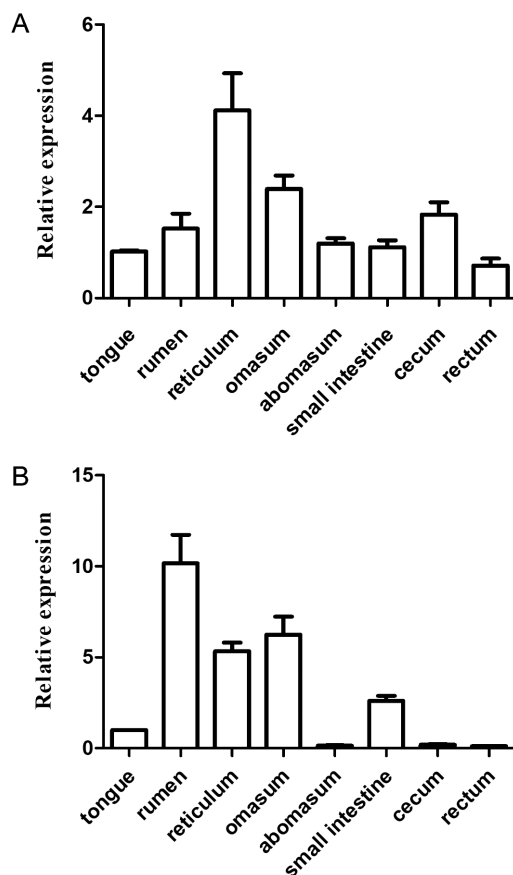 A
Relative expression
6
4
2
0
tongue
rumen
reticulum
omasum
abomasum
small intestine
cecum
rectum
B
Relative expression
15
10
5
0
tongue
rumen
reticulum
omasum
abomasum
small intestine
cecum
rectum